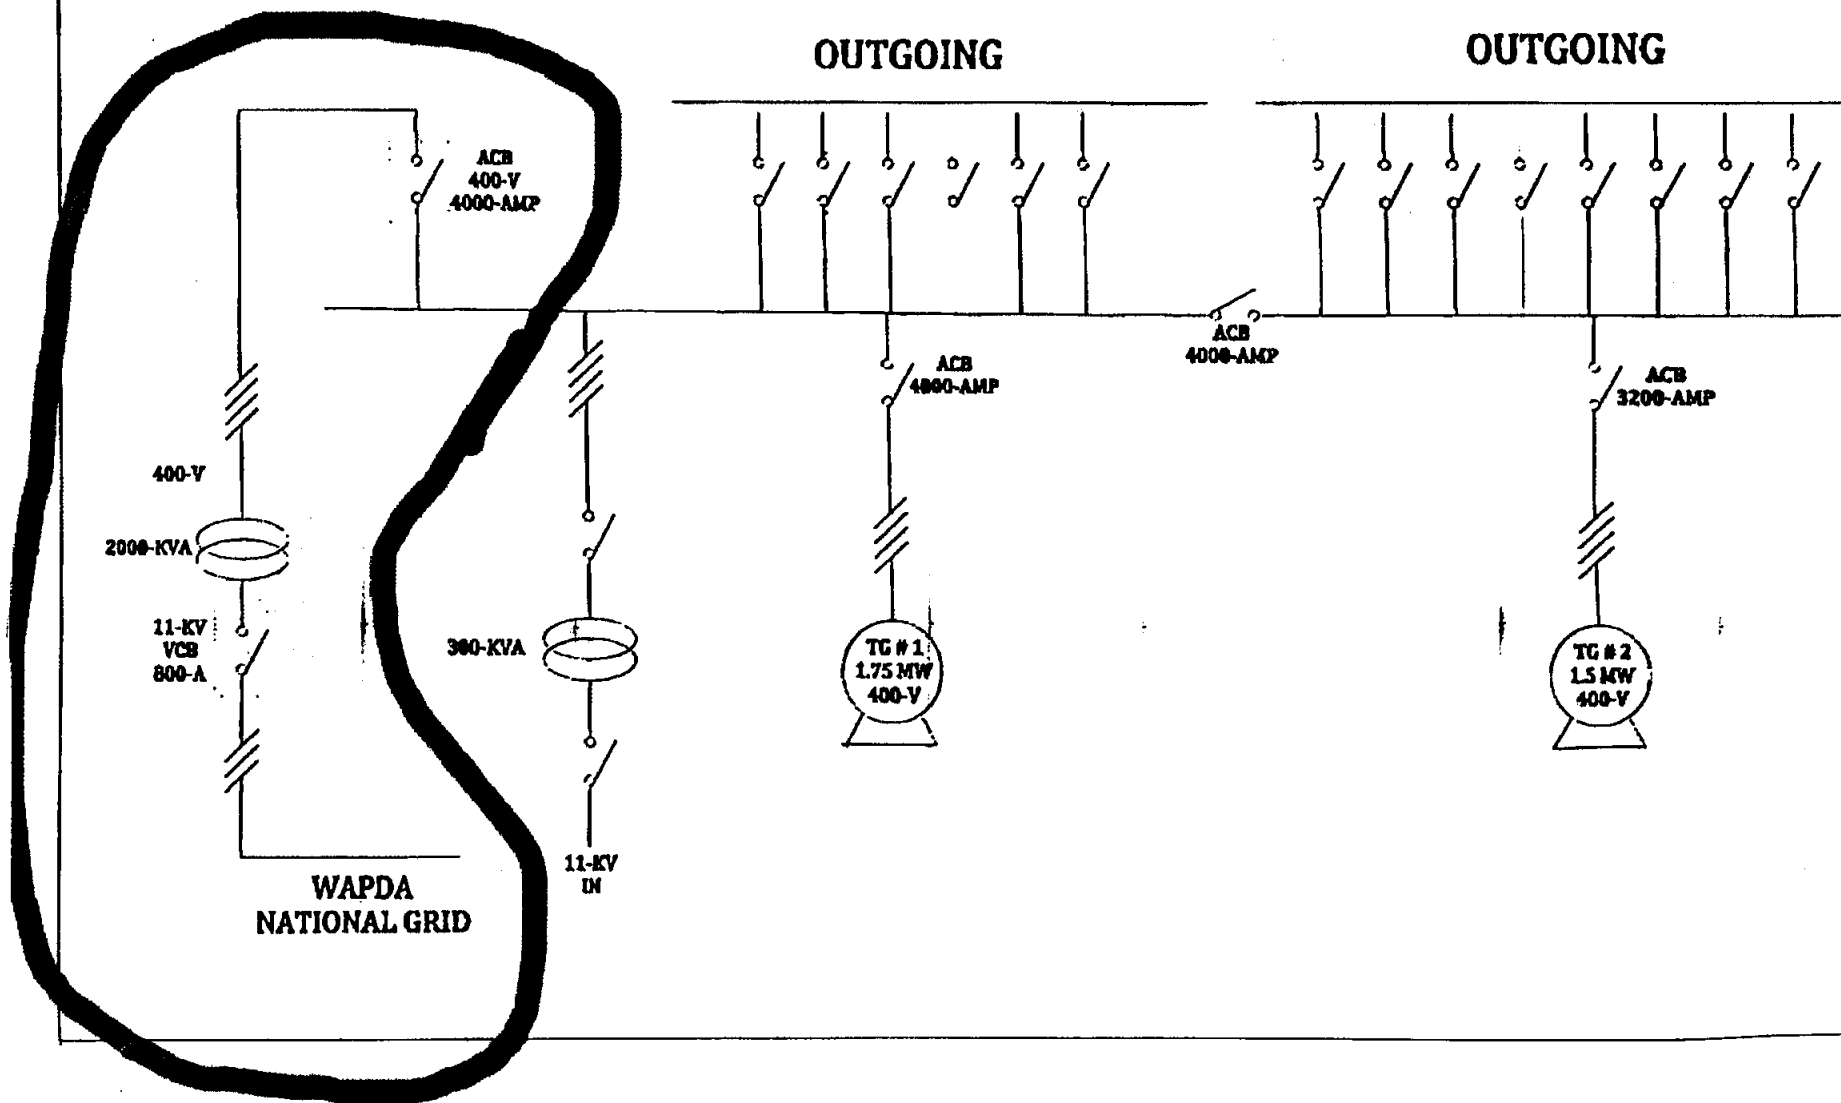 OUTGOING
OUTGOING
ACB
400-V
4000-AMP
ACB
4000-AMP
ACB
4000-AMP
ACB
3200-AMP
400-V
2000-KVA
11-KV
VCB
800-A
300-KVA
TG # 1
1.75 MW
400-V
TG # 2
1.5 MW
400-V
11-KV
IN
WAPDA
NATIONAL GRID